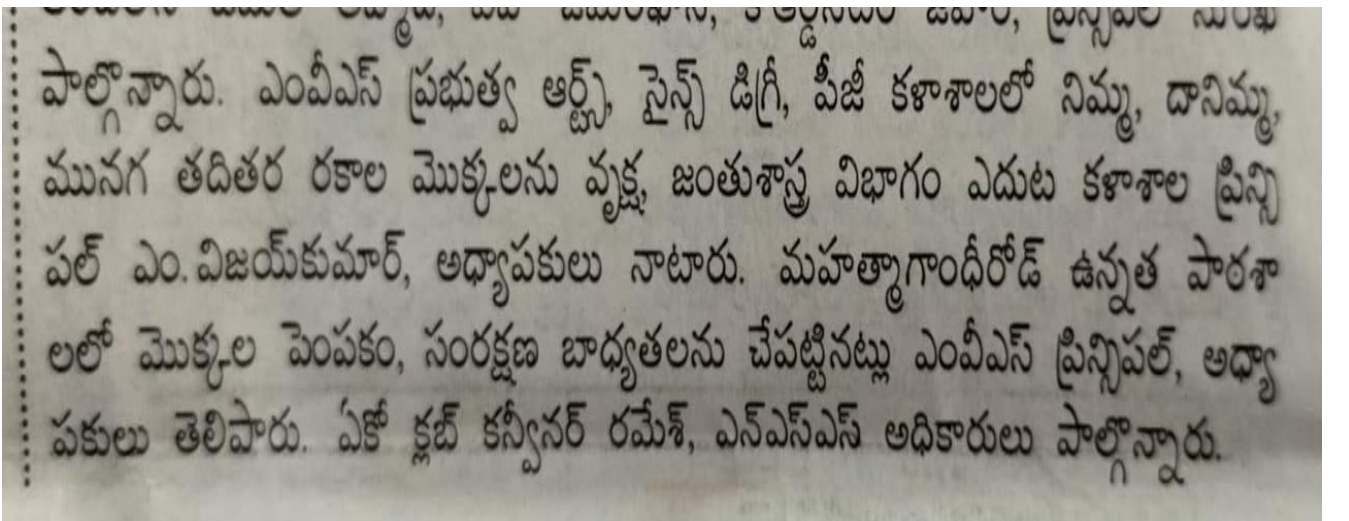 పాల్గొన్నారు. ఎంవీఎస్ ప్రభుత్వ ఆర్ట్స్, సైన్స్ డిగ్రీ, పీజీ కళాశాలలో నిమ్మ, దానిమ్మ,
మునగ తదితర రకాల మొక్కలను వృక్ష, జంతుశాస్త్ర విభాగం ఎదుట కళాశాల ప్రిన్సి
పల్ ఎం.విజయ్‌కుమార్, అధ్యాపకులు నాటారు. మహత్మాగాంధీరోడ్ ఉన్నత పాఠశా
లలో మొక్కల పెంపకం, సంరక్షణ బాధ్యతలను చేపట్టినట్లు ఎంవీఎస్ ప్రిన్సిపల్, అధ్యా
పకులు తెలిపారు. ఏకో క్లబ్ కన్వీనర్ రమేశ్, ఎన్ఎస్ఎస్ అధికారులు పాల్గొన్నారు.